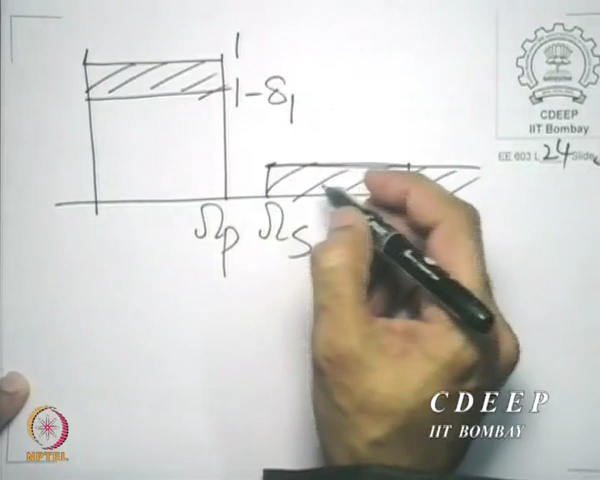 1
1-δ1
Ωp Ωs
CDEEP
IIT Bombay
EE 603 L 24 Slide
CDEEP
IIT BOMBAY
NPTEL